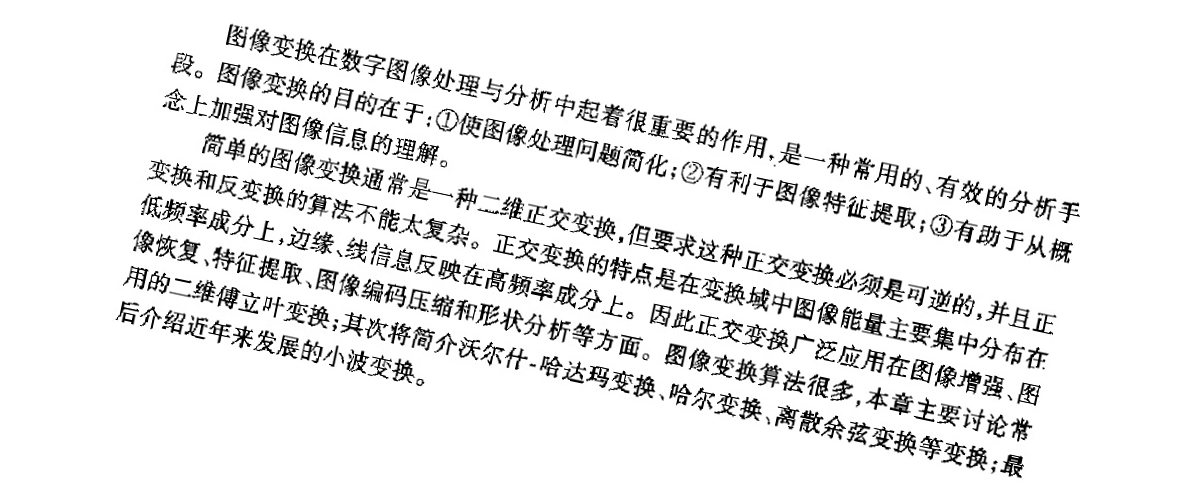 图像变换在数字图像处理与分析中起着很重要的作用,是一种常用的、有效的分析手
段。图像变换的目的在于:①使图像处理问题简化;②有利于图像特征提取;③有助于从概
念上加强对图像信息的理解。
简单的图像变换通常是一种二维正交变换,但要求这种正交变换必须是可逆的,并且正
变换和反变换的算法不能太复杂。正交变换的特点是在变换域中图像能量主要集中分布在
低频率成分上,边缘、线信息反映在高频率成分上。因此正交变换广泛应用在图像增强、图
像恢复、特征提取、图像编码压缩和形状分析等方面。图像变换算法很多,本章主要讨论常
用的二维傅立叶变换;其次将简介沃尔什-哈达玛变换、哈尔变换、离散余弦变换等变换;最
后介绍近年来发展的小波变换。